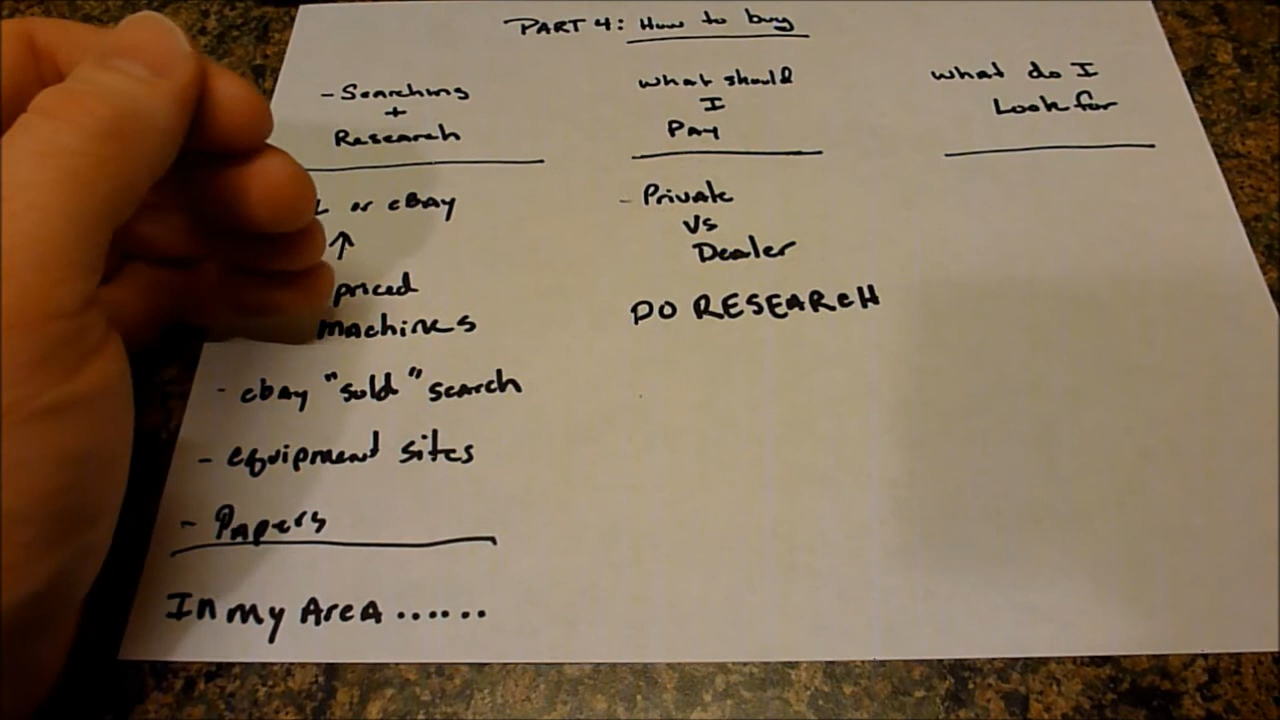 PART 4: How to buy
- Searching
+
Research
or eBay
↑
priced
machines
- ebay "sold" search
- equipment sites
- Papers
In my Area ......
What should
I
Pay
- Private
Vs
Dealer
DO RESEARCH
What do I
Look for